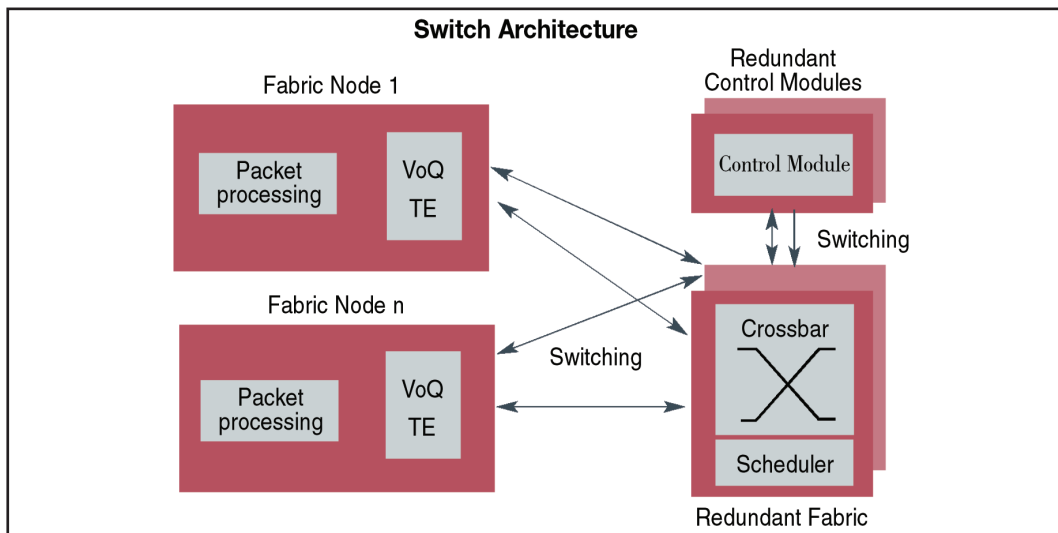 Switch Architecture
Fabric Node 1
Packet
processing
VoQ
TE
Fabric Node n
Packet
processing
VoQ
TE
Switching
Redundant
Control Modules
Control Module
Switching
Crossbar
Scheduler
Redundant Fabric